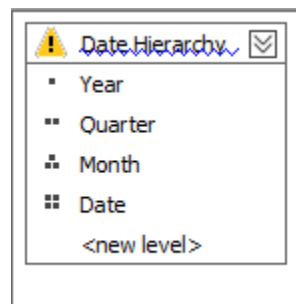 Date Hierarchy
Year
Quarter
Month
Date
<new level>